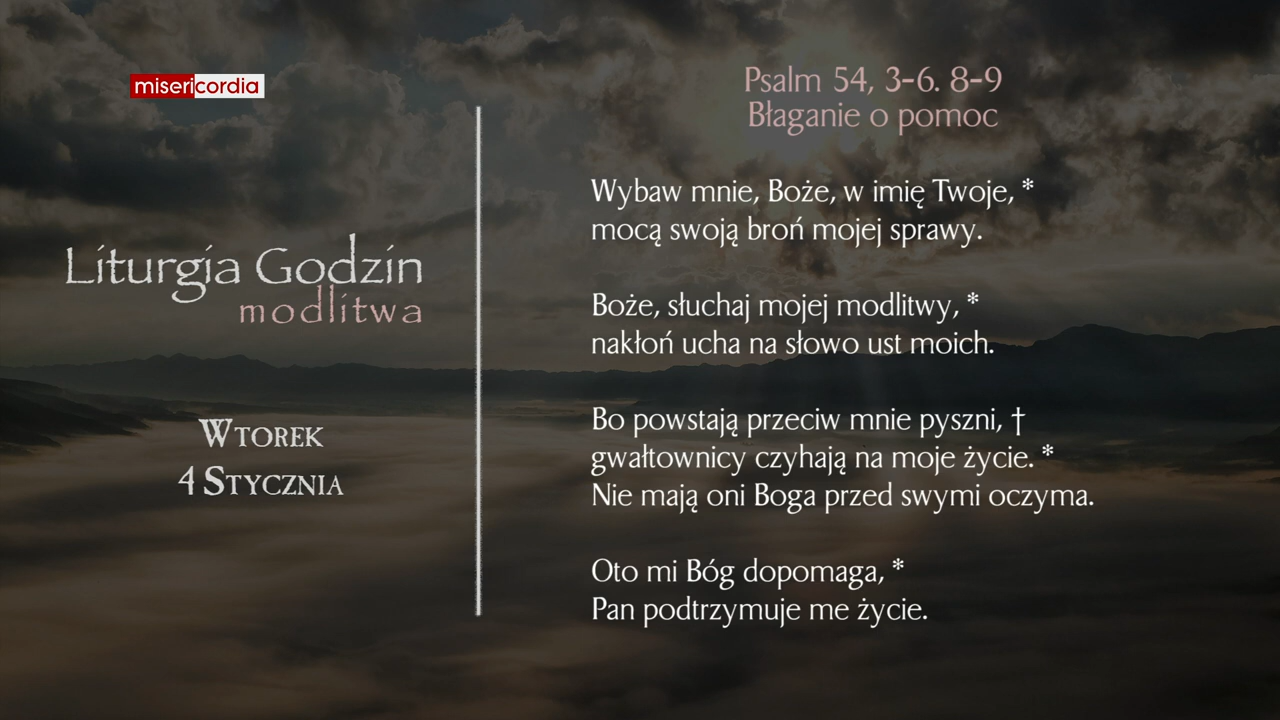 misericordia
Liturgia Godzin
modlitwa
Wtorek
4 Stycznia
Psalm 54, 3-6. 8-9
Błaganie o pomoc
Wybaw mnie, Boże, w imię Twoje, *
mocą swoją broń mojej sprawy.
Boże, słuchaj mojej modlitwy, *
nakłoń ucha na słowo ust moich.
Bo powstają przeciw mnie pyszni, †
gwałtownicy czyhają na moje życie. *
Nie mają oni Boga przed swymi oczyma.
Oto mi Bóg dopomaga, *
Pan podtrzymuje me życie.